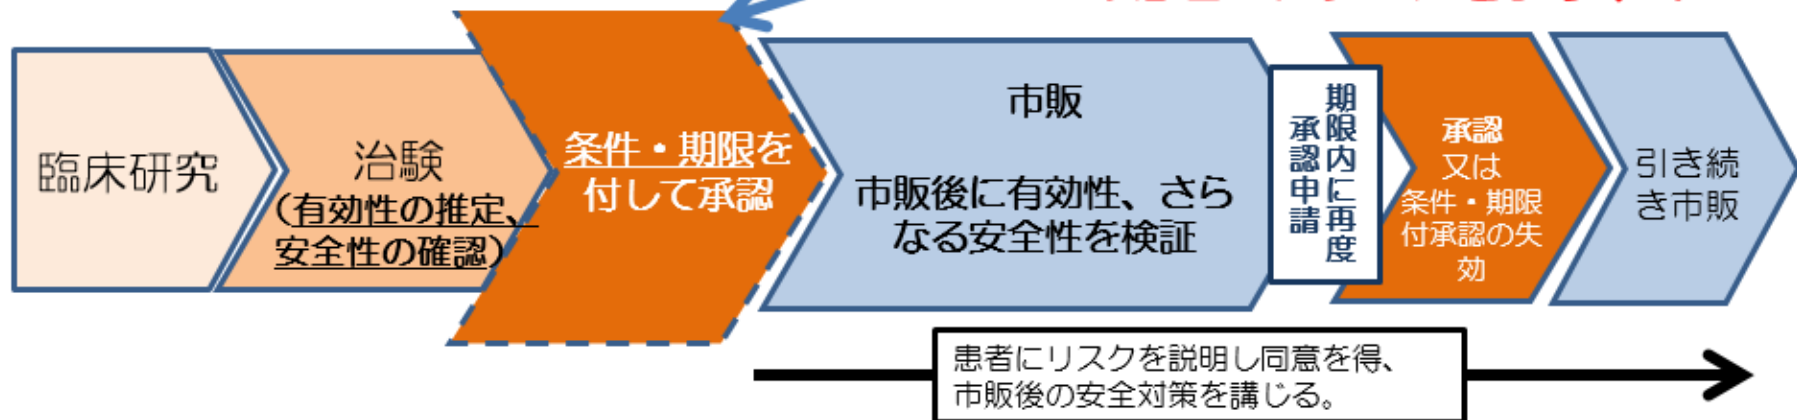 臨床研究
治験
（有効性の推定、
安全性の確認）
条件・期限を
付して承認
市販
市販後に有効性、さら
なる安全性を検証
期限内に再度
承認申請
承認
又は
条件・期限
付承認の失
効
引き続
き市販
患者にリスクを説明し同意を得、
市販後の安全対策を講じる。